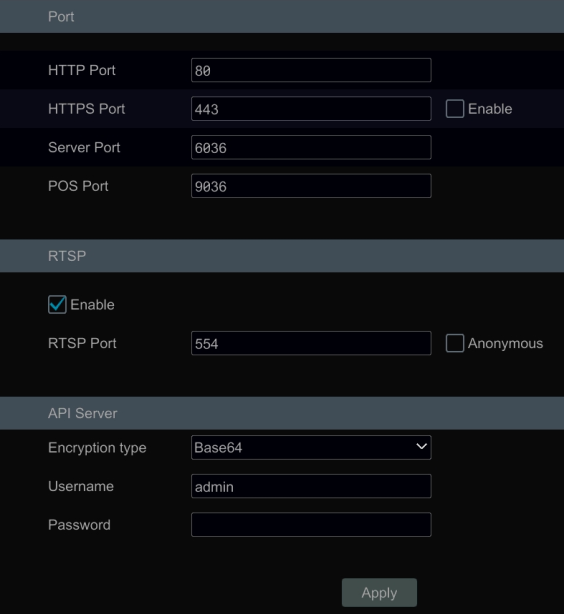 Port
HTTP Port 80
HTTPS Port 443 Enable
Server Port 6036
POS Port 9036
RTSP
Enable
RTSP Port 554 Anonymous
API Server
Encryption type Base64
Username admin
Password
Apply